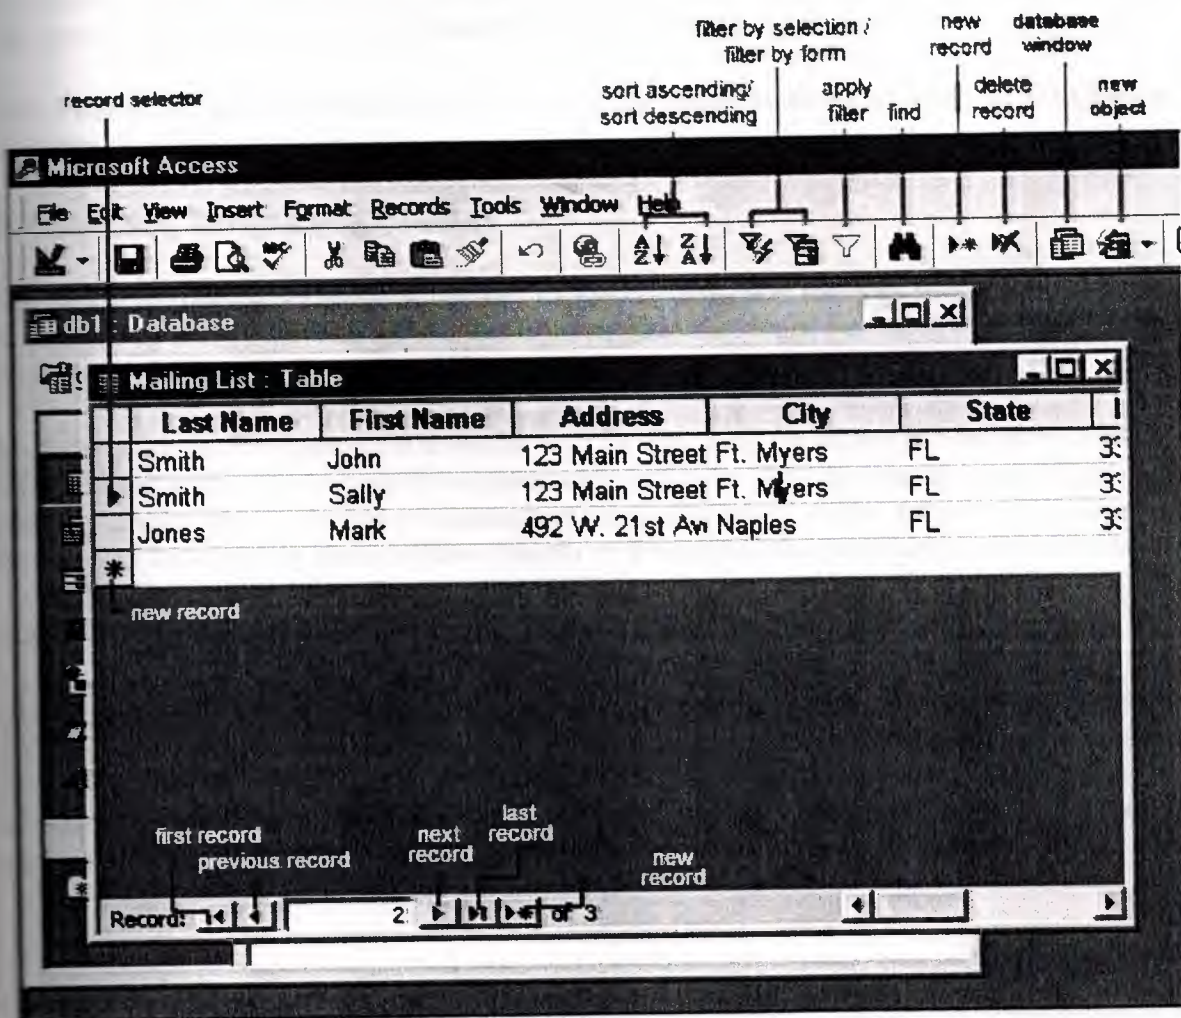 filter by selection /
filter by form
new
record
database
window
record selector
sort ascending/
sort descending
apply
filter
find
delete
record
new
object
Microsoft Access
File Edit View Insert Format Records Tools Window Help
db1 : Database
Mailing List : Table
Last Name First Name Address City State
Smith John 123 Main Street Ft. Myers FL 33
Smith Sally 123 Main Street Ft. Myers FL 33
Jones Mark 492 W. 21st Av Naples FL 33
new record
last
record
first record
next
record
previous record
new
record
Record: 2 of 3